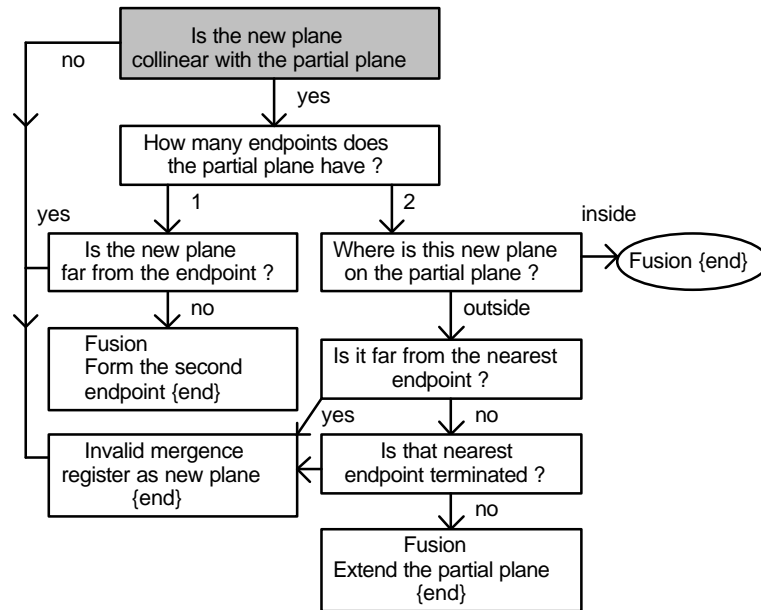 Is the new plane
collinear with the partial plane
no
yes
How many endpoints does
the partial plane have ?
1
2
yes
inside
Is the new plane
far from the endpoint ?
Where is this new plane
on the partial plane ?
Fusion {end}
no
outside
Fusion
Form the second
endpoint {end}
Is it far from the nearest
endpoint ?
yes
no
Invalid mergence
register as new plane
{end}
Is that nearest
endpoint terminated ?
no
Fusion
Extend the partial plane
{end}